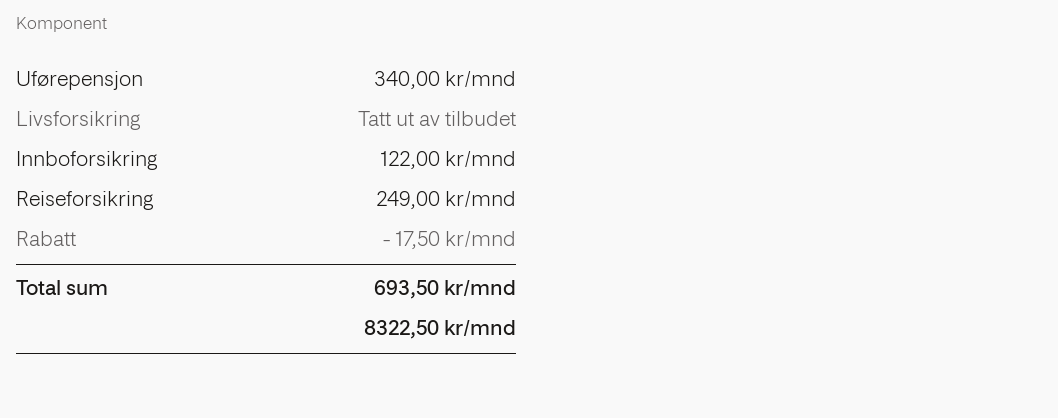 Komponent
Uførepensjon 340,00 kr/mnd
Livsforsikring Tatt ut av tilbudet
Innboforsikring 122,00 kr/mnd
Reiseforsikring 249,00 kr/mnd
Rabatt - 17,50 kr/mnd
Total sum 693,50 kr/mnd
8322,50 kr/mnd